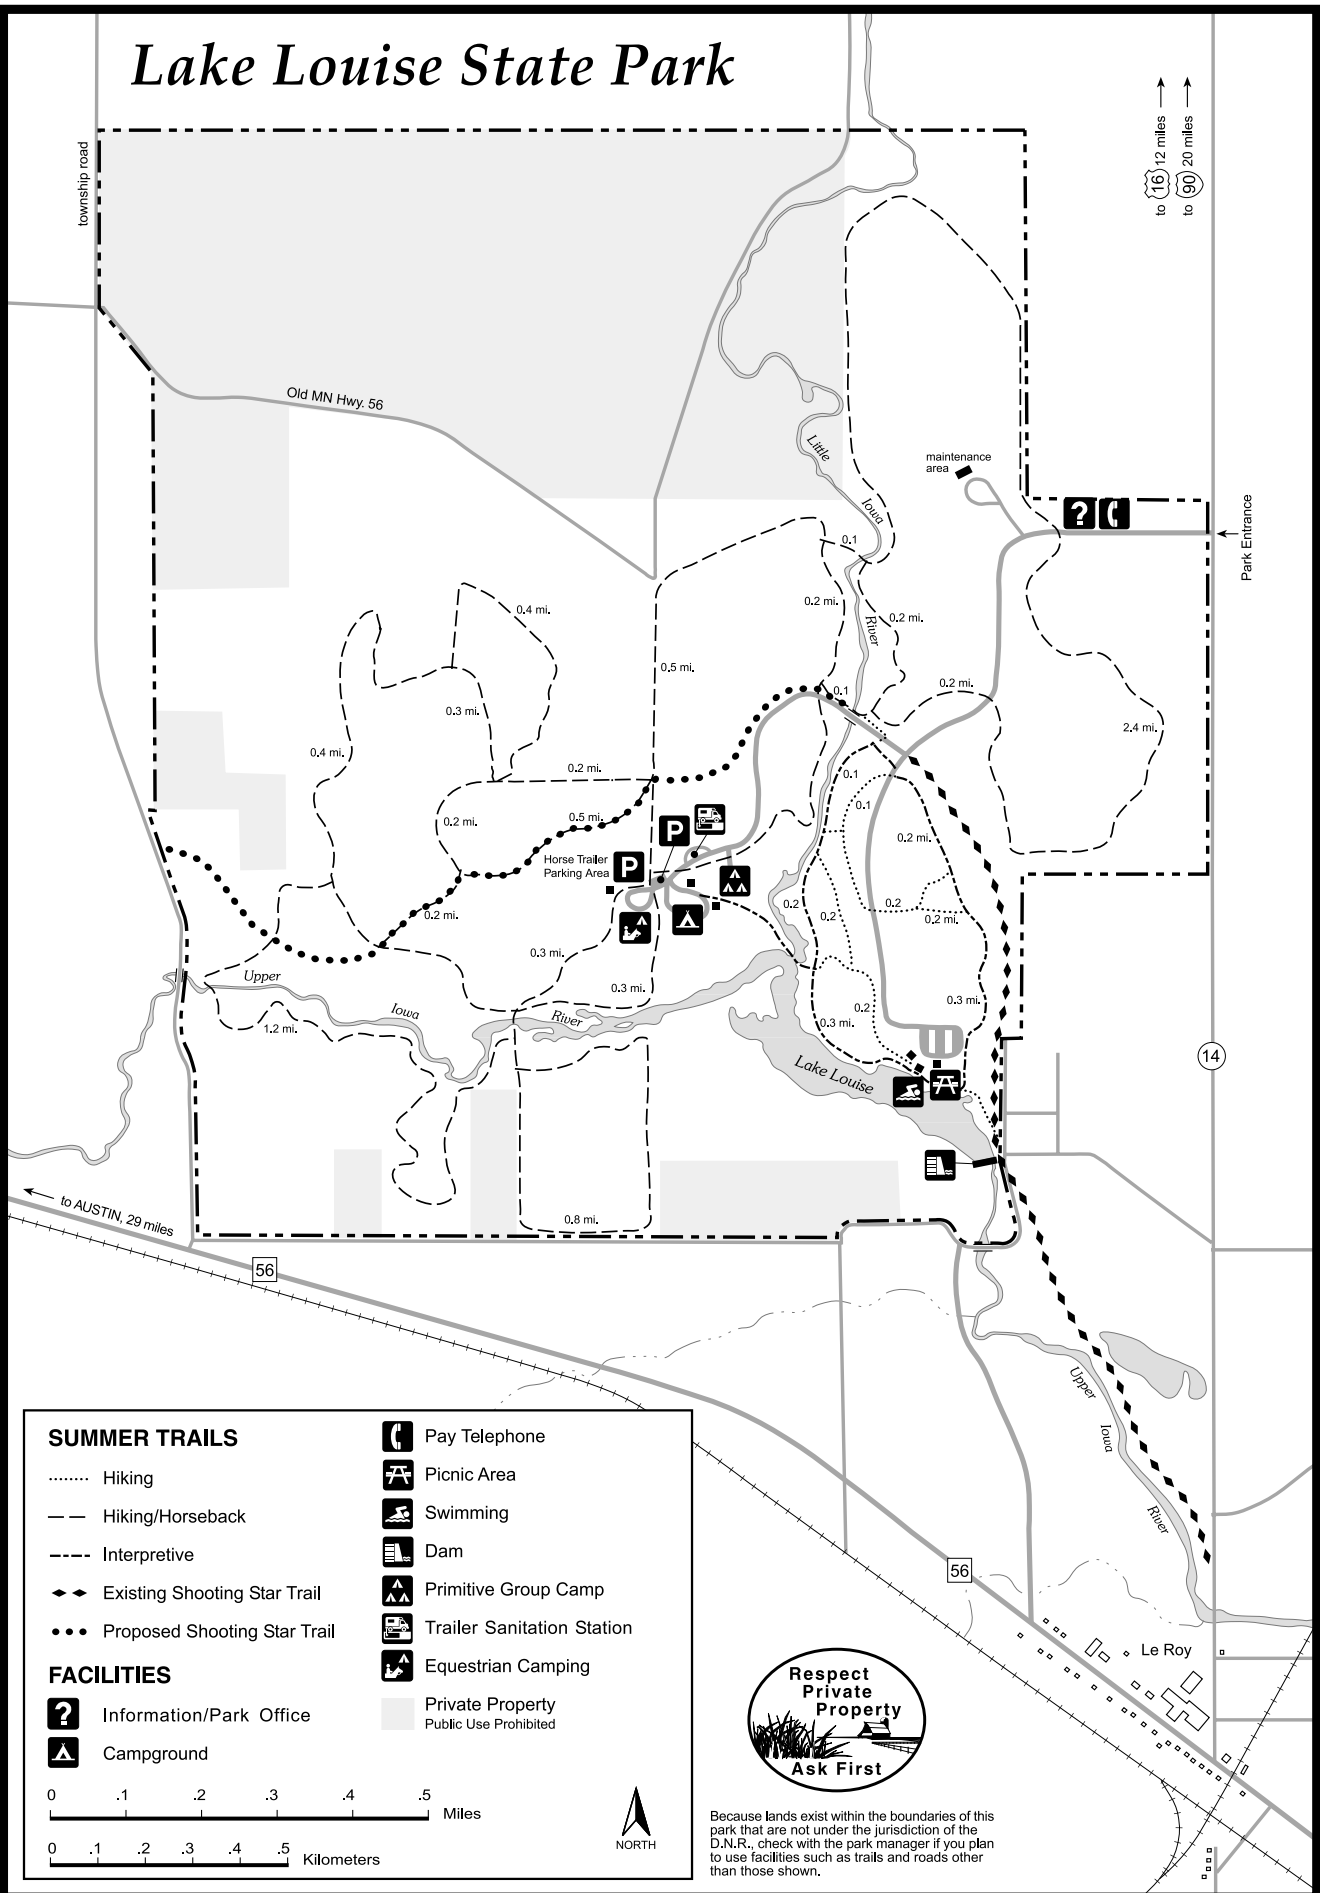 Lake Louise State Park
township road
to 16 12 miles
to 90 20 miles
Old MN Hwy. 56
Little
Iowa
River
maintenance
area
?
Park Entrance
0.1
0.2 mi.
0.2 mi.
0.4 mi.
0.5 mi.
0.1
0.2 mi.
0.3 mi.
2.4 mi.
0.4 mi.
0.2 mi.
0.1
0.1
0.2 mi.
0.5 mi.
0.2 mi.
P
Horse Trailer
Parking Area
P
0.2 mi.
0.2
0.2
0.2
0.2 mi.
0.3 mi.
0.3 mi.
0.3 mi.
0.2
0.3 mi.
Upper
Iowa
River
1.2 mi.
Lake Louise
14
0.8 mi.
to AUSTIN, 29 miles
56
Upper
Iowa
River
56
Le Roy
SUMMER TRAILS
Hiking
Hiking/Horseback
Interpretive
Existing Shooting Star Trail
Proposed Shooting Star Trail
FACILITIES
? Information/Park Office
Campground
Pay Telephone
Picnic Area
Swimming
Dam
Primitive Group Camp
Trailer Sanitation Station
Equestrian Camping
Private Property
Public Use Prohibited
0 .1 .2 .3 .4 .5
Miles
0 .1 .2 .3 .4 .5
Kilometers
NORTH
Respect
Private
Property
Ask First
Because lands exist within the boundaries of this
park that are not under the jurisdiction of the
D.N.R., check with the park manager if you plan
to use facilities such as trails and roads other
than those shown.